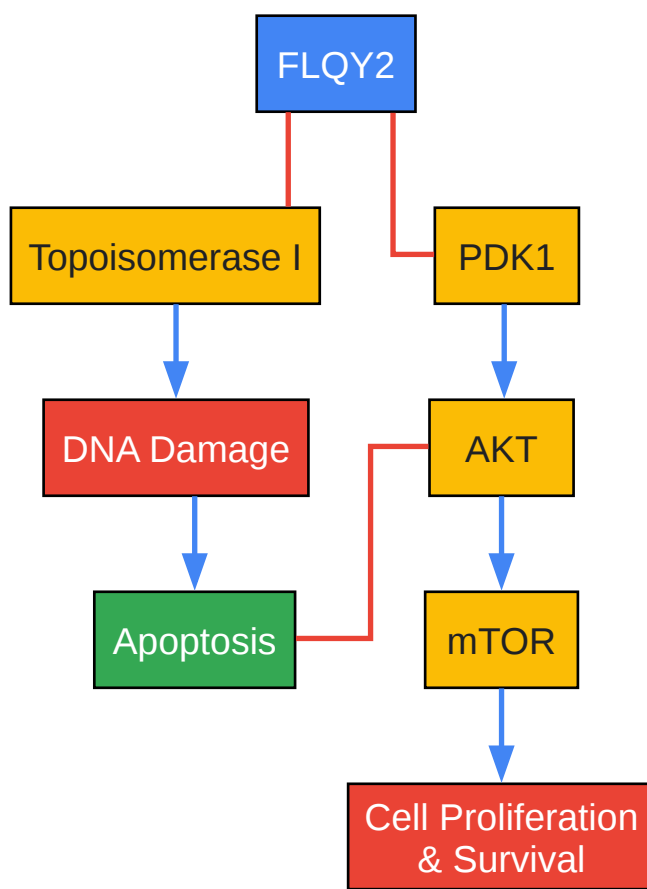 FLQY2
Topoisomerase I
PDK1
DNA Damage
AKT
Apoptosis
mTOR
Cell Proliferation
& Survival